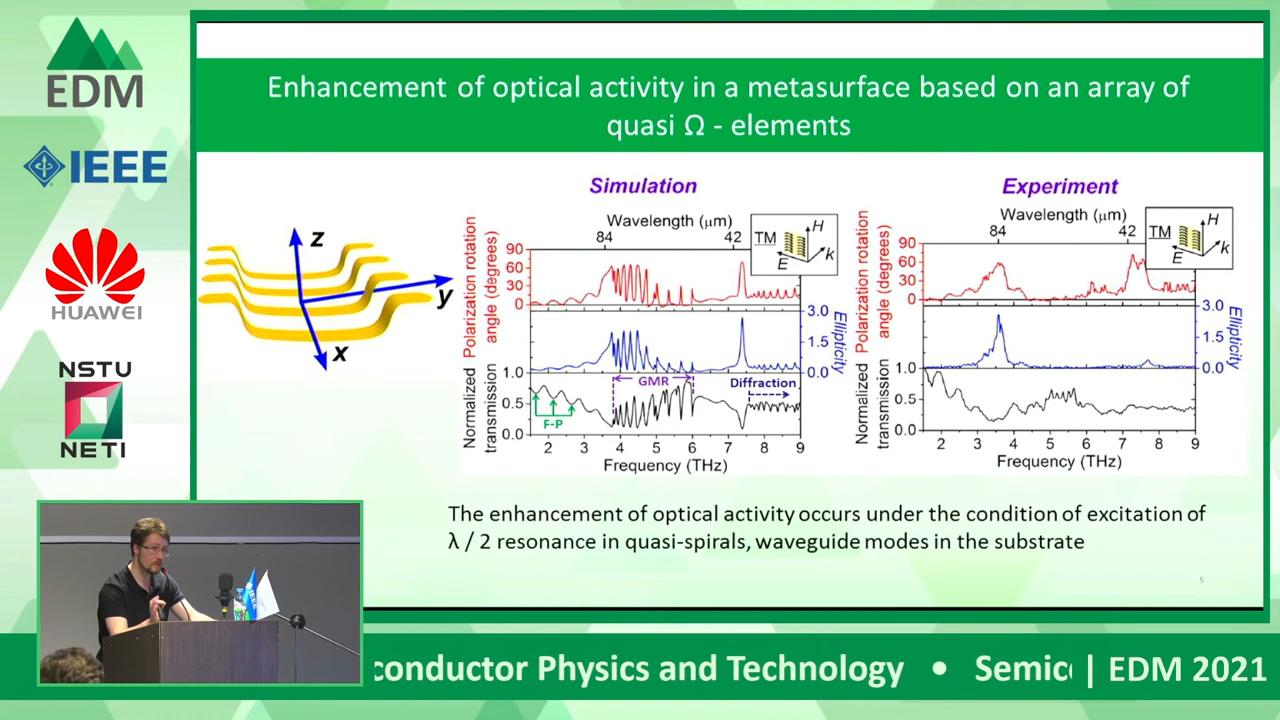 EDM
IEEE
HUAWEI
NSTU
NETI
Enhancement of optical activity in a metasurface based on an array of
quasi Ω - elements
z
y
x
Simulation
Wavelength (μm)
84
42
TM
H
E
k
Polarization rotation
angle (degrees)
90
60
30
0
3.0
1.5
0.0
Ellipticity
Normalized
transmission
1.0
0.5
0.0
GMR
Diffraction
F-P
2 3 4 5 6 7 8 9
Frequency (THz)
Experiment
Wavelength (μm)
84
42
TM
H
E
k
Polarization rotation
angle (degrees)
90
60
30
0
3.0
1.5
0.0
Ellipticity
Normalized
transmission
1.0
0.5
0.0
2 3 4 5 6 7 8 9
Frequency (THz)
The enhancement of optical activity occurs under the condition of excitation of
λ / 2 resonance in quasi-spirals, waveguide modes in the substrate
5
IEEE
conductor Physics and Technology • Semic | EDM 2021